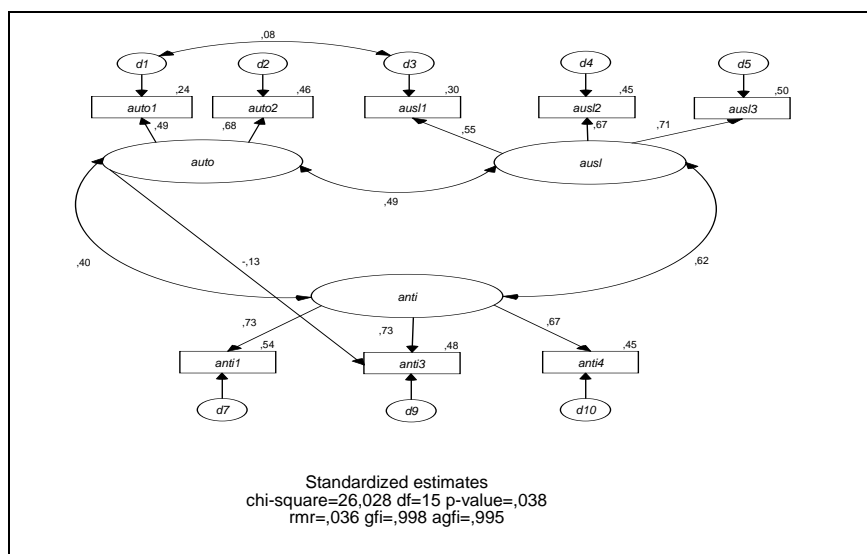 ,08
d1 d2 d3 d4 d5
,24 ,46 ,30 ,45 ,50
auto1 auto2 ausl1 ausl2 ausl3
,49 ,68 ,55 ,67 ,71
auto ausl
,49
,40 -,13 ,62
anti
,73 ,73 ,67
,54 ,48 ,45
anti1 anti3 anti4
d7 d9 d10
Standardized estimates
chi-square=26,028 df=15 p-value=,038
rmr=,036 gfi=,998 agfi=,995